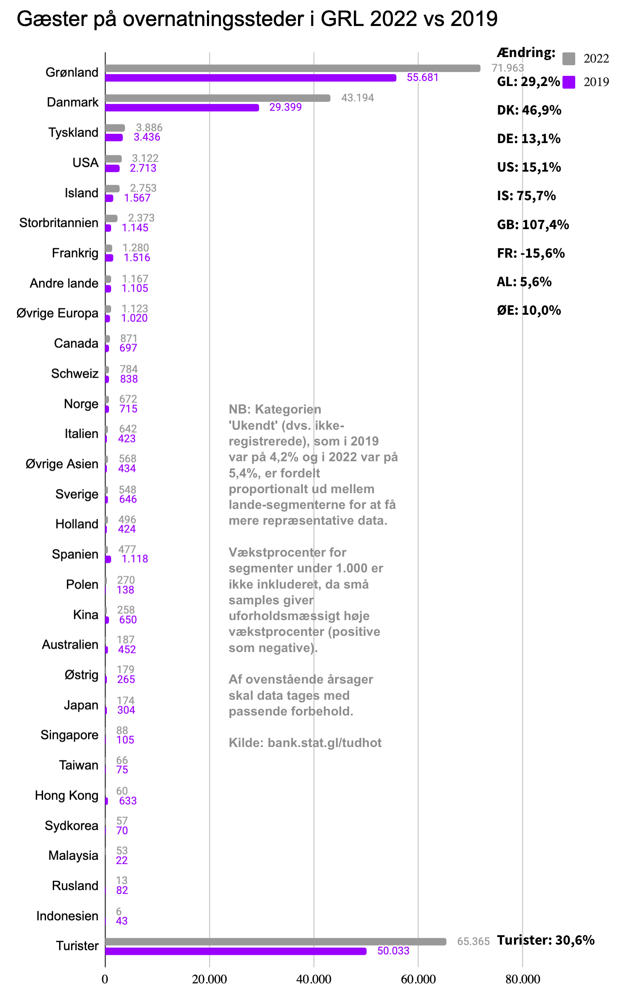 Gæster på overnatningssteder i GRL 2022 vs 2019
Ændring:
2022
2019
Grønland
71.963
55.681
GL: 29,2%
Danmark
43.194
29.399
DK: 46,9%
Tyskland
3.886
3.436
DE: 13,1%
USA
3.122
2.713
US: 15,1%
Island
2.753
1.567
IS: 75,7%
Storbritannien
2.373
1.145
GB: 107,4%
Frankrig
1.280
1.516
FR: -15,6%
Andre lande
1.167
1.105
AL: 5,6%
Øvrige Europa
1.123
1.020
ØE: 10,0%
Canada
871
697
Schweiz
784
838
Norge
672
715
Italien
642
423
Øvrige Asien
568
434
Sverige
548
646
Holland
496
424
Spanien
477
1.118
Polen
270
138
Kina
258
650
Australien
187
452
Østrig
179
265
Japan
174
304
Singapore
88
105
Taiwan
66
75
Hong Kong
60
633
Sydkorea
57
70
Malaysia
53
22
Rusland
13
82
Indonesien
6
43
Turister
65.365
50.033
Turister: 30,6%
NB: Kategorien
'Ukendt' (dvs. ikke-
registrerede), som i 2019
var på 4,2% og i 2022 var på
5,4%, er fordelt
proportionalt ud mellem
lande-segmenterne for at få
mere repræsentative data.
Vækstprocenter for
segmenter under 1.000 er
ikke inkluderet, da små
samples giver
uforholdsmæssigt høje
vækstprocenter (positive
som negative).
Af ovenstående årsager
skal data tages med
passende forbehold.
Kilde: bank.stat.gl/tudhot
0
20.000
40.000
60.000
80.000